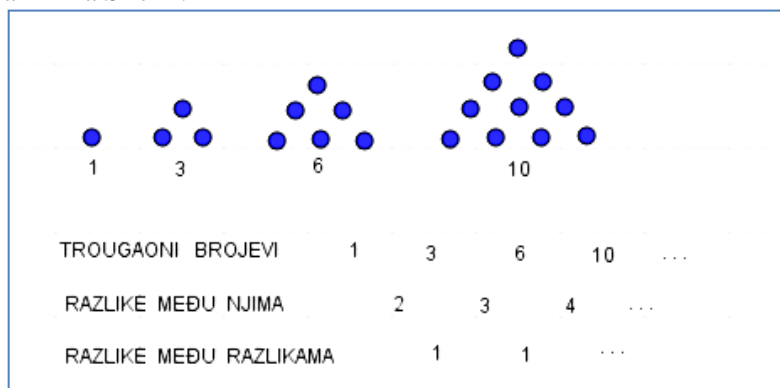 1 3 6 10
TROUGAONI BROJEVI 1 3 6 10 ...
RAZLIKE MEĐU NJIMA 2 3 4 ...
RAZLIKE MEĐU RAZLIKAMA 1 1 ...